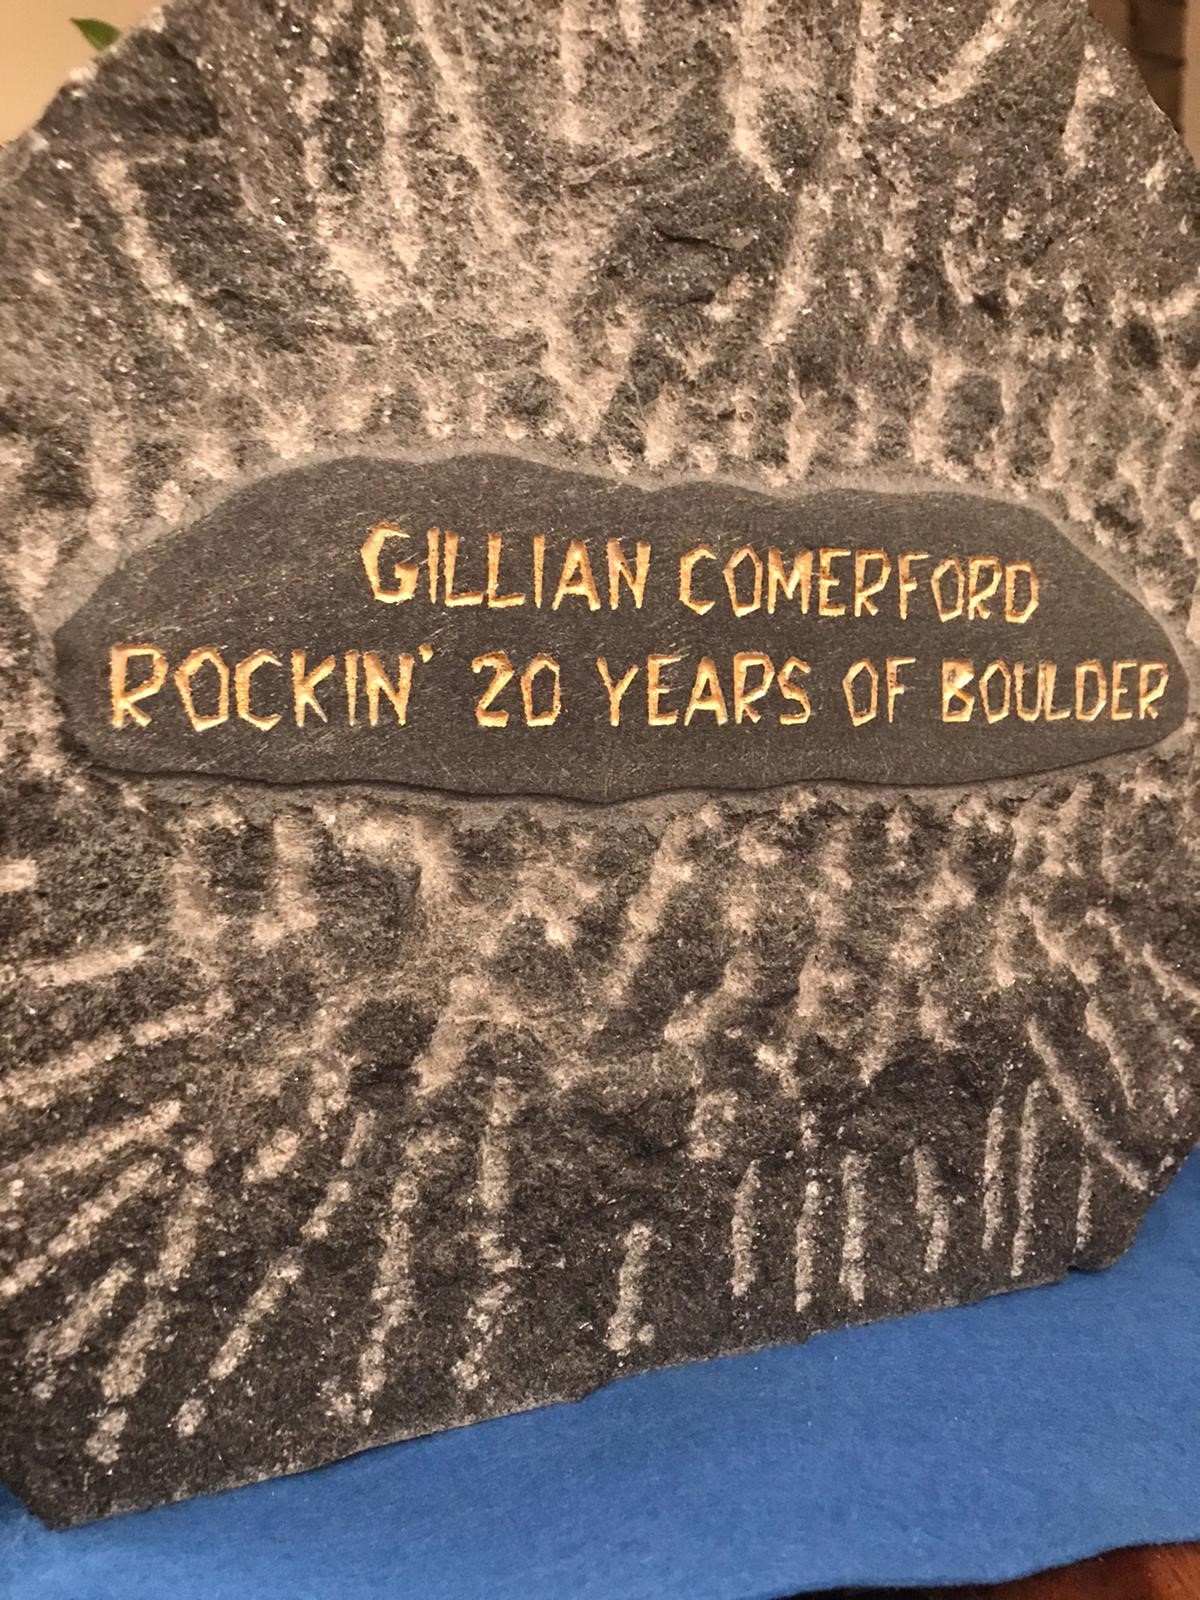 GILLIAN COMERFORD
ROCKIN' 20 YEARS OF BOULDER